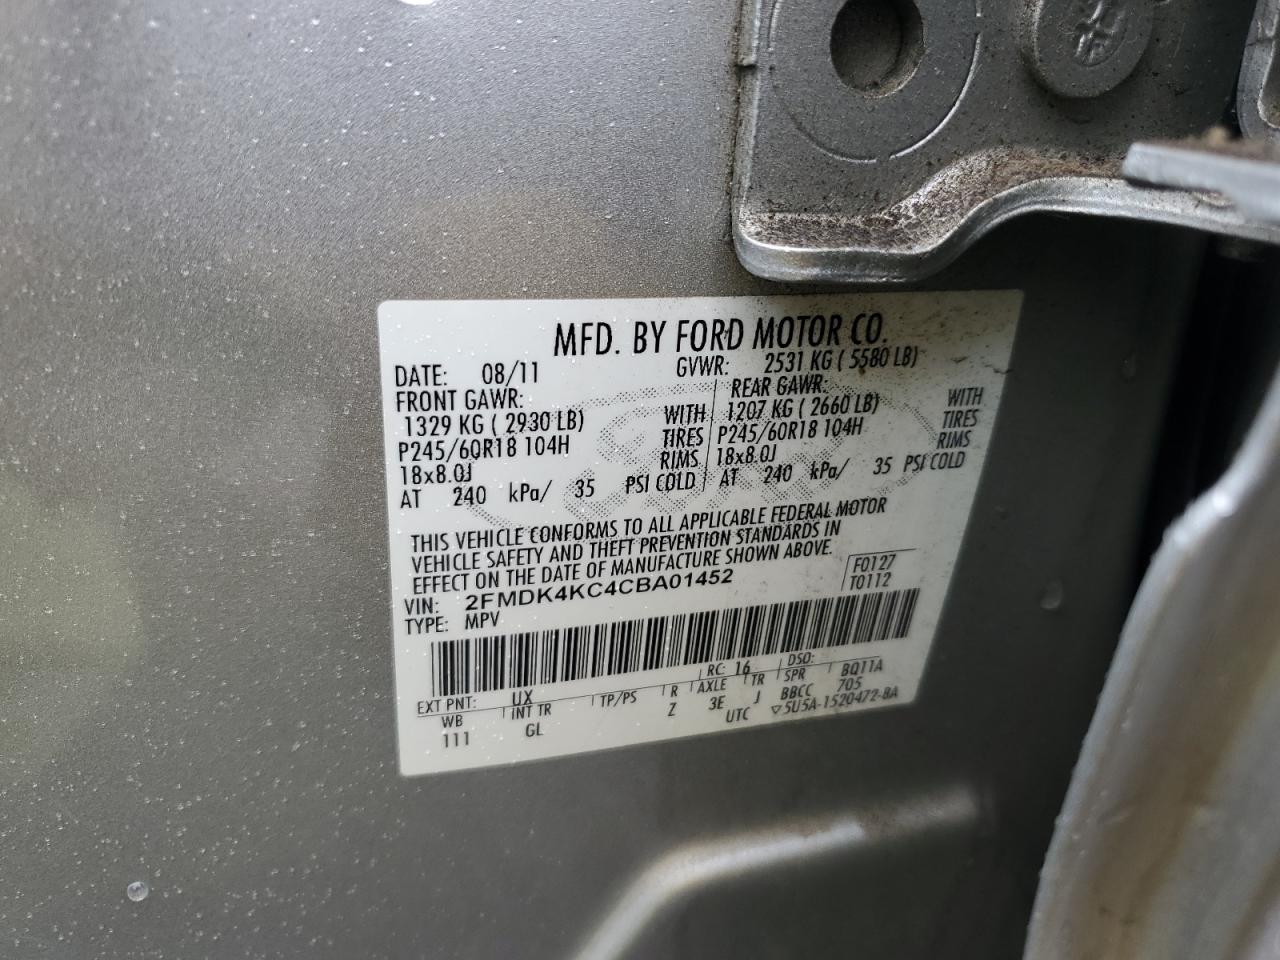 MFD. BY FORD MOTOR CO.
DATE: 08/11 GVWR: 2531 KG ( 5580 LB)
FRONT GAWR: REAR GAWR:
1329 KG ( 2930 LB) WITH 1207 KG ( 2660 LB) WITH
P245/60R18 104H TIRES P245/60R18 104H TIRES
18x8.0J RIMS 18x8.0J RIMS
AT 240 kPa/ 35 PSI COLD AT 240 kPa/ 35 PSI COLD
THIS VEHICLE CONFORMS TO ALL APPLICABLE FEDERAL MOTOR
VEHICLE SAFETY AND THEFT PREVENTION STANDARDS IN
EFFECT ON THE DATE OF MANUFACTURE SHOWN ABOVE.
VIN: 2FMDK4KC4CBA01452 F0127
TYPE: MPV T0112
EXT PNT: UX RC: 16 DSO: BQ11A
WB INT TR TP/PS R AXLE TR SPR
111 GL Z 3E J BBCC 705
UTC ▽5U5A-1520472-BA